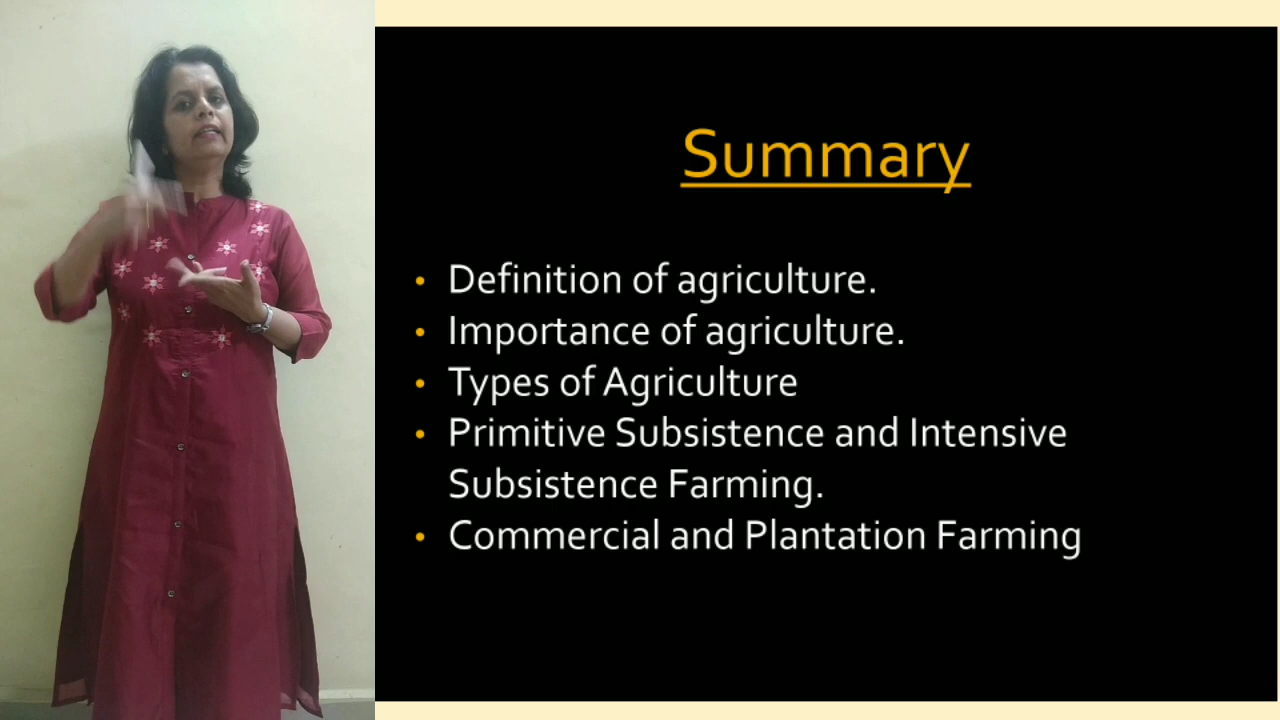 Summary
• Definition of agriculture.
• Importance of agriculture.
• Types of Agriculture
• Primitive Subsistence and Intensive
Subsistence Farming.
• Commercial and Plantation Farming